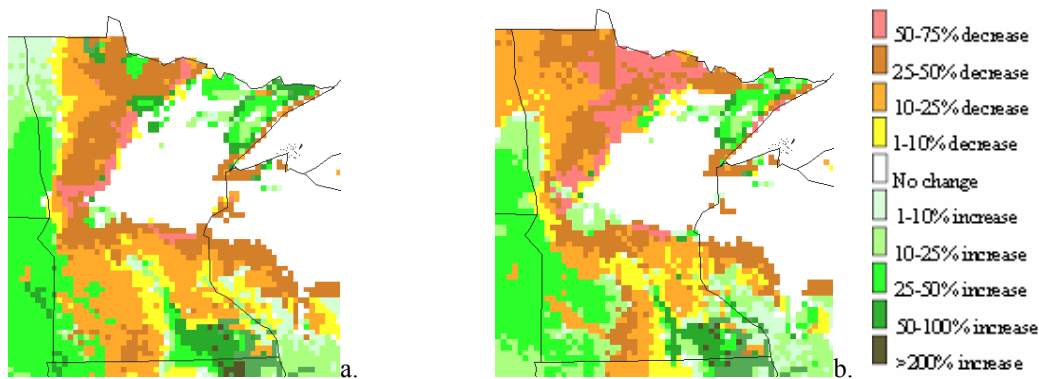 a.
b.
50-75% decrease
25-50% decrease
10-25% decrease
1-10% decrease
No change
1-10% increase
10-25% increase
25-50% increase
50-100% increase
>200% increase